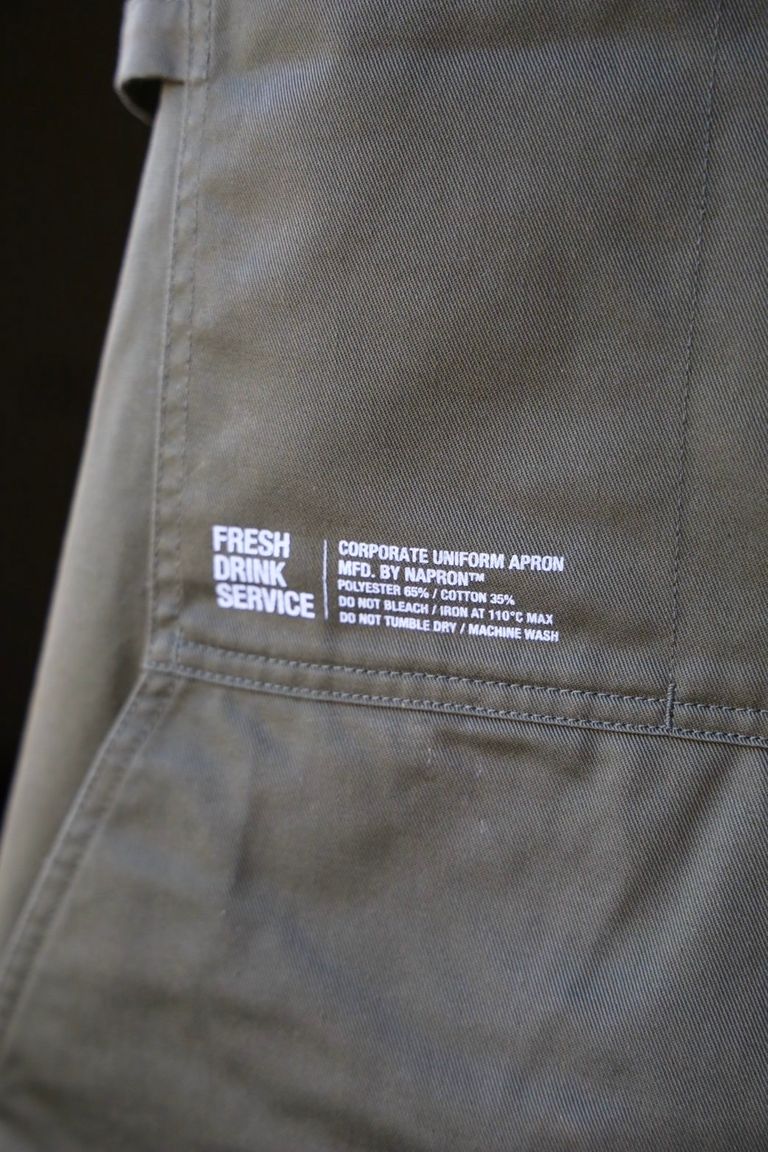 FRESH
DRINK
SERVICE
CORPORATE UNIFORM APRON
MFD. BY NAPRON™
POLYESTER 65% / COTTON 35%
DO NOT BLEACH / IRON AT 110°C MAX
DO NOT TUMBLE DRY / MACHINE WASH